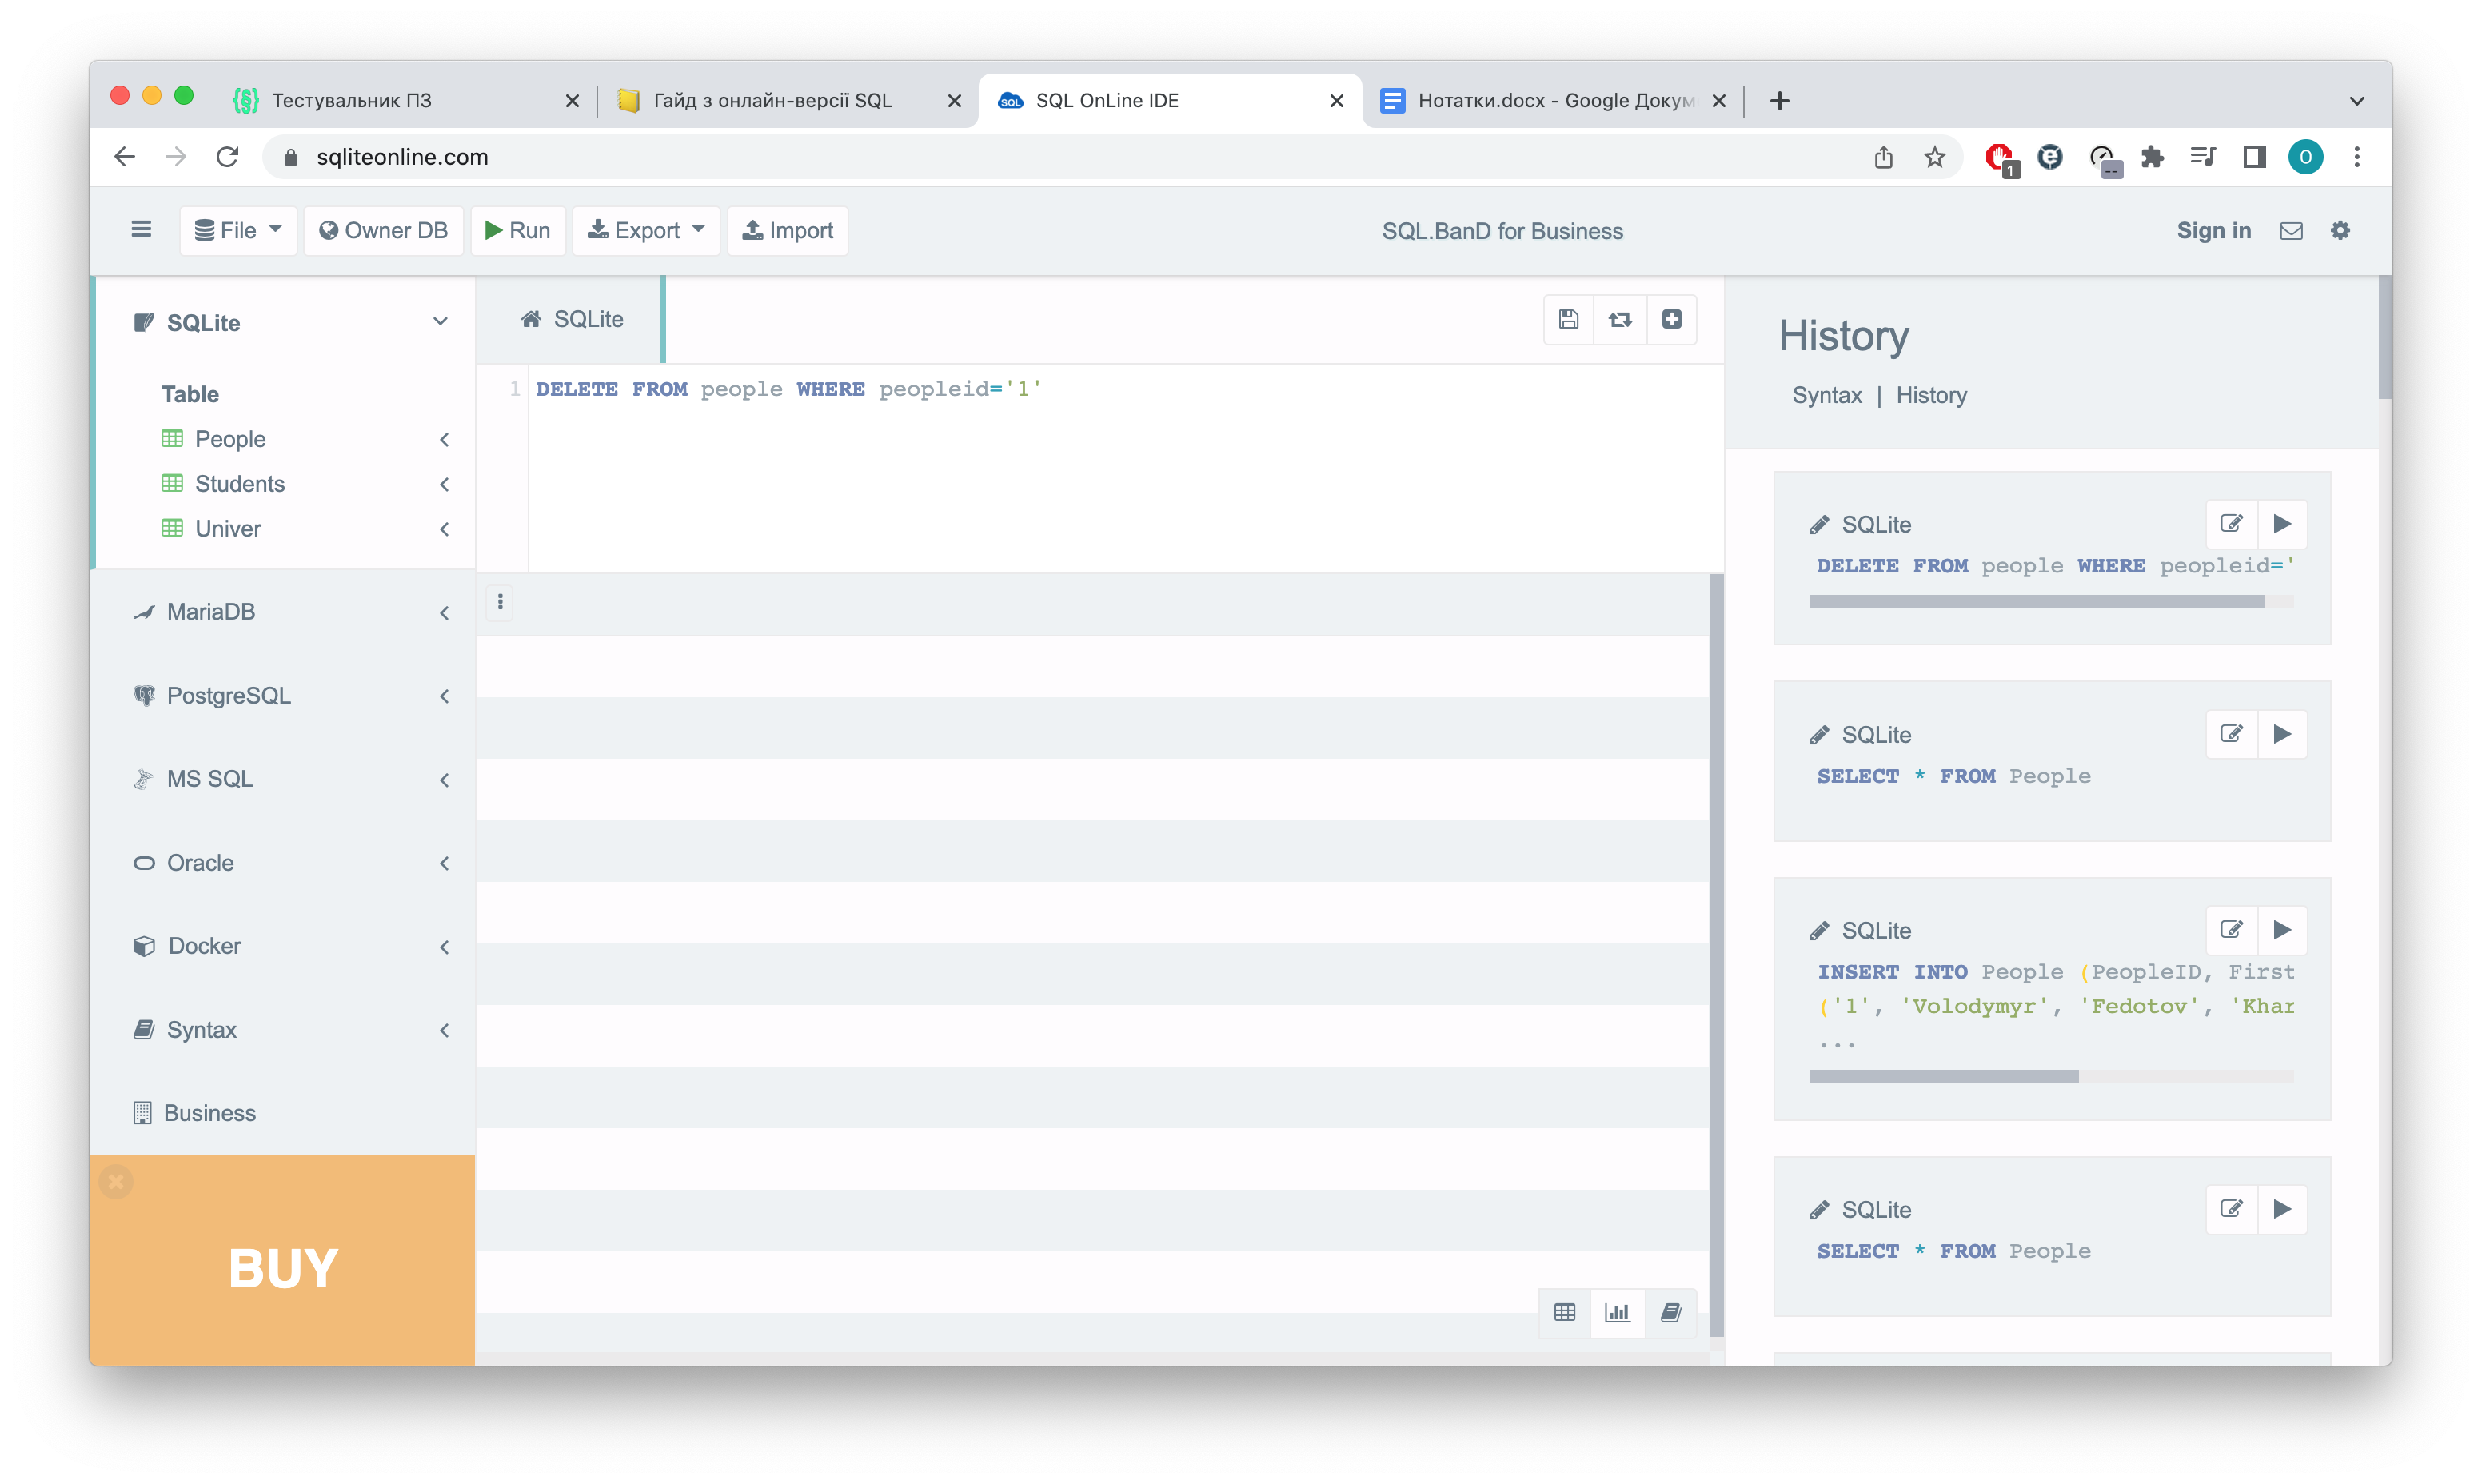 Тестувальник ПЗ
Гайд з онлайн-версії SQL
SQL
SQL OnLine IDE
Нотатки.docx - Google Докум
sqliteonline.com
1
--
O
File
Owner DB
Run
Export
Import
SQL.BanD for Business
Sign in
SQLite
Table
People
Students
Univer
MariaDB
PostgreSQL
MS SQL
Oracle
Docker
Syntax
Business
BUY
SQLite
1 DELETE FROM people WHERE peopleid='1'
History
Syntax | History
SQLite
DELETE FROM people WHERE peopleid='
SQLite
SELECT * FROM People
SQLite
INSERT INTO People (PeopleID, First
('1', 'Volodymyr', 'Fedotov', 'Khar
...
SQLite
SELECT * FROM People